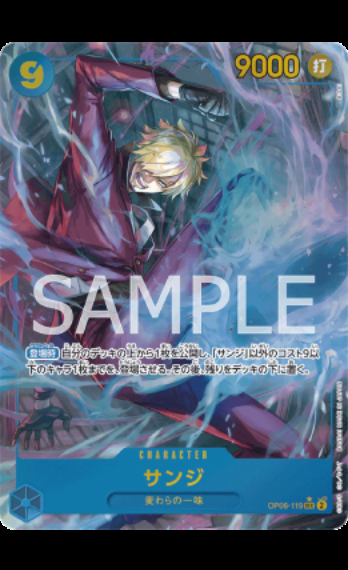 9
9000
打
SAMPLE
登場時 自分のデッキの上から1枚を公開し、「サンジ」以外のコスト9以
下のキャラ1枚までを、登場させる。その後、残りをデッキの下に置く。
CHARACTER
サンジ
麦わらの一味
OP06-119 SEC
2